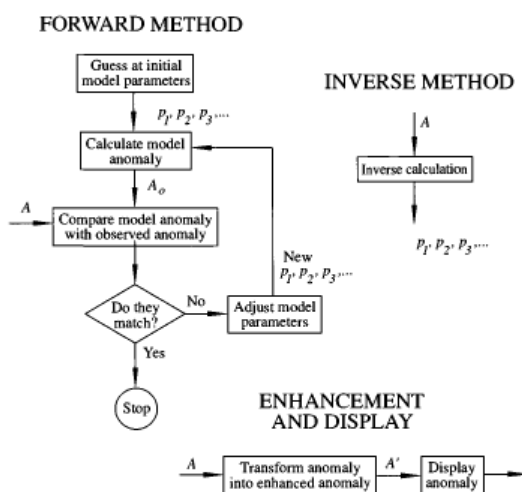 FORWARD METHOD
Guess at initial
model parameters
p1, p2, p3,...
Calculate model
anomaly
Ao
A
Compare model anomaly
with observed anomaly
Do they
match?
No
Adjust model
parameters
New
p1, p2, p3,...
Yes
Stop
INVERSE METHOD
A
Inverse calculation
p1, p2, p3,...
ENHANCEMENT
AND DISPLAY
A
Transform anomaly
into enhanced anomaly
A'
Display
anomaly